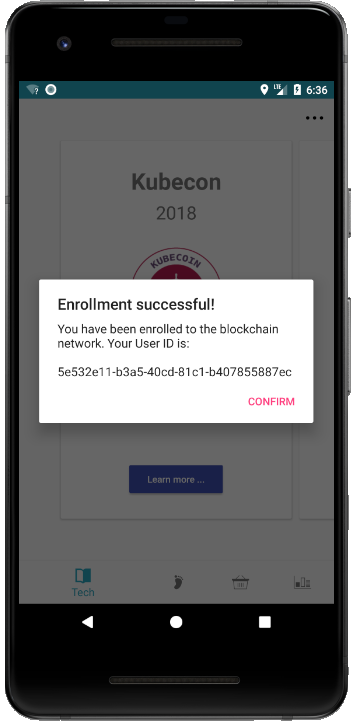 LTE
6:36
Kubecon
2018
KUBECOIN
Enrollment successful!
You have been enrolled to the blockchain
network. Your User ID is:
5e532e11-b3a5-40cd-81c1-b407855887ec
CONFIRM
Learn more ...
Tech